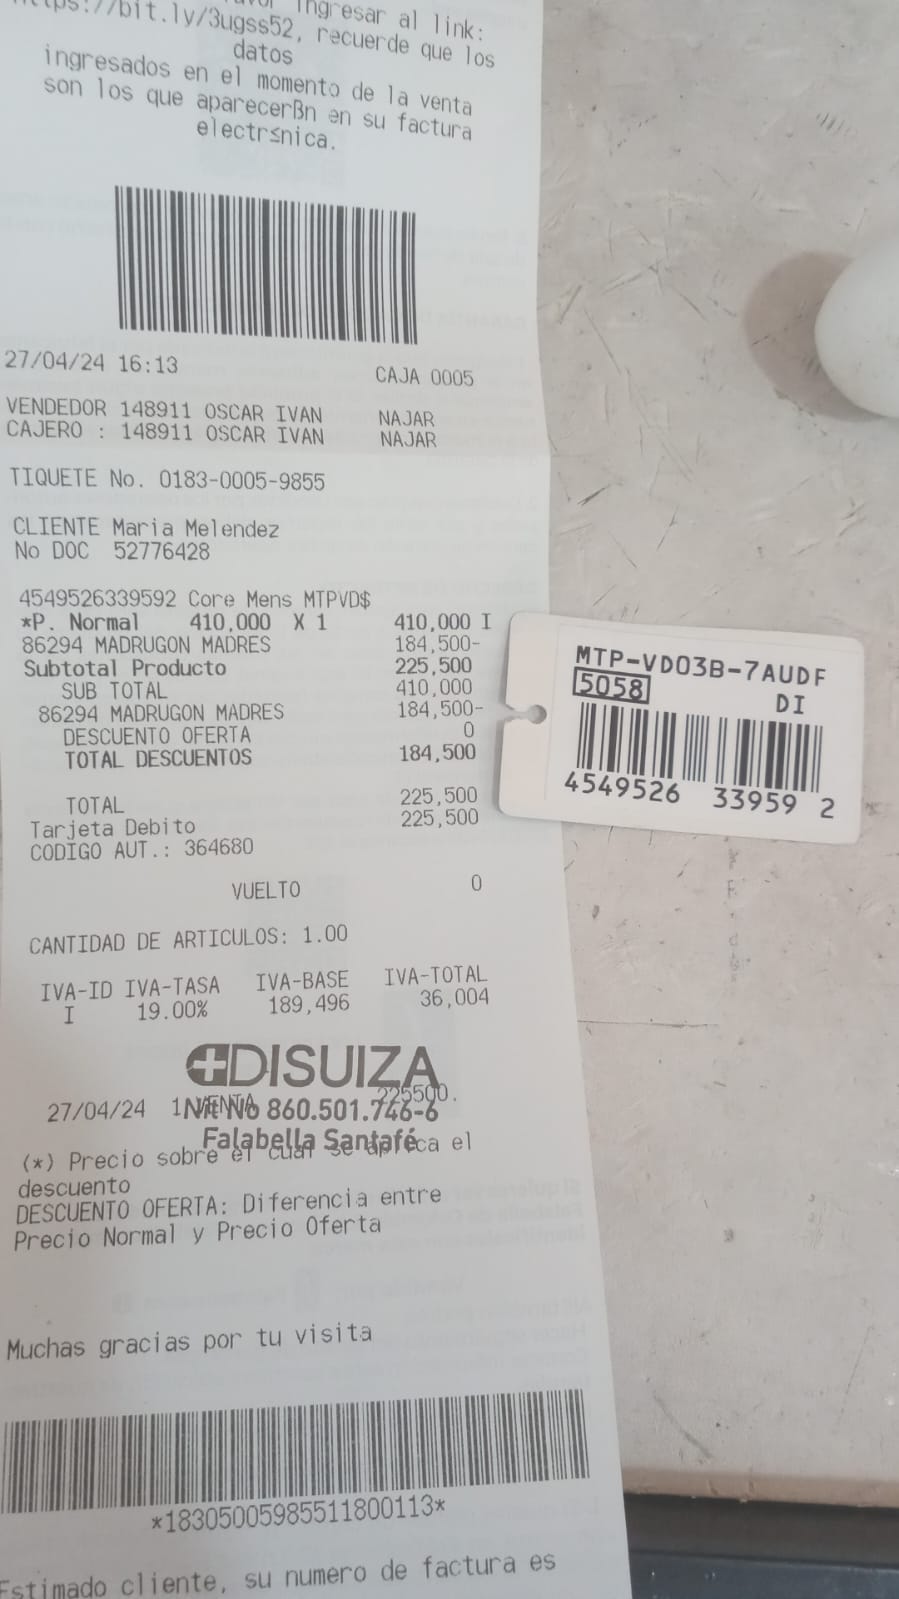 ingresar al link:
https://bit.ly/3ugss52, recuerde que los
datos
ingresados en el momento de la venta
son los que aparecerßn en su factura
electr≤nica.
27/04/24 16:13 CAJA 0005
VENDEDOR 148911 OSCAR IVAN NAJAR
CAJERO : 148911 OSCAR IVAN NAJAR
TIQUETE No. 0183-0005-9855
CLIENTE Maria Melendez
No DOC 52776428
4549526339592 Core Mens MTPVD$
*P. Normal 410,000 X 1 410,000 I
86294 MADRUGON MADRES 184,500-
Subtotal Producto 225,500
SUB TOTAL 410,000
86294 MADRUGON MADRES 184,500-
DESCUENTO OFERTA 0
TOTAL DESCUENTOS 184,500
TOTAL 225,500
Tarjeta Debito 225,500
CODIGO AUT.: 364680
VUELTO 0
CANTIDAD DE ARTICULOS: 1.00
IVA-ID IVA-TASA IVA-BASE IVA-TOTAL
I 19.00% 189,496 36,004
DISUIZA
27/04/24 1 VENTA 225500.
Nit No 860.501.746-6
Falabella Santafé
(*) Precio sobre el cual se aplica el
descuento
DESCUENTO OFERTA: Diferencia entre
Precio Normal y Precio Oferta
Muchas gracias por tu visita
*18305005985511800113*
Estimado cliente, su numero de factura es
MTP-VD03B-7AUDF
5058 DI
4549526 33959 2